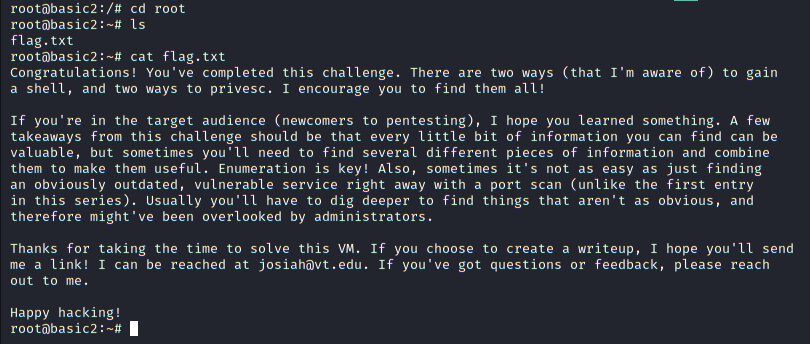 root@basic2:/# cd root
root@basic2:~# ls
flag.txt
root@basic2:~# cat flag.txt
Congratulations! You've completed this challenge. There are two ways (that I'm aware of) to gain
a shell, and two ways to privesc. I encourage you to find them all!
If you're in the target audience (newcomers to pentesting), I hope you learned something. A few
takeaways from this challenge should be that every little bit of information you can find can be
valuable, but sometimes you'll need to find several different pieces of information and combine
them to make them useful. Enumeration is key! Also, sometimes it's not as easy as just finding
an obviously outdated, vulnerable service right away with a port scan (unlike the first entry
in this series). Usually you'll have to dig deeper to find things that aren't as obvious, and
therefore might've been overlooked by administrators.
Thanks for taking the time to solve this VM. If you choose to create a writeup, I hope you'll send
me a link! I can be reached at josiah@vt.edu. If you've got questions or feedback, please reach
out to me.
Happy hacking!
root@basic2:~#